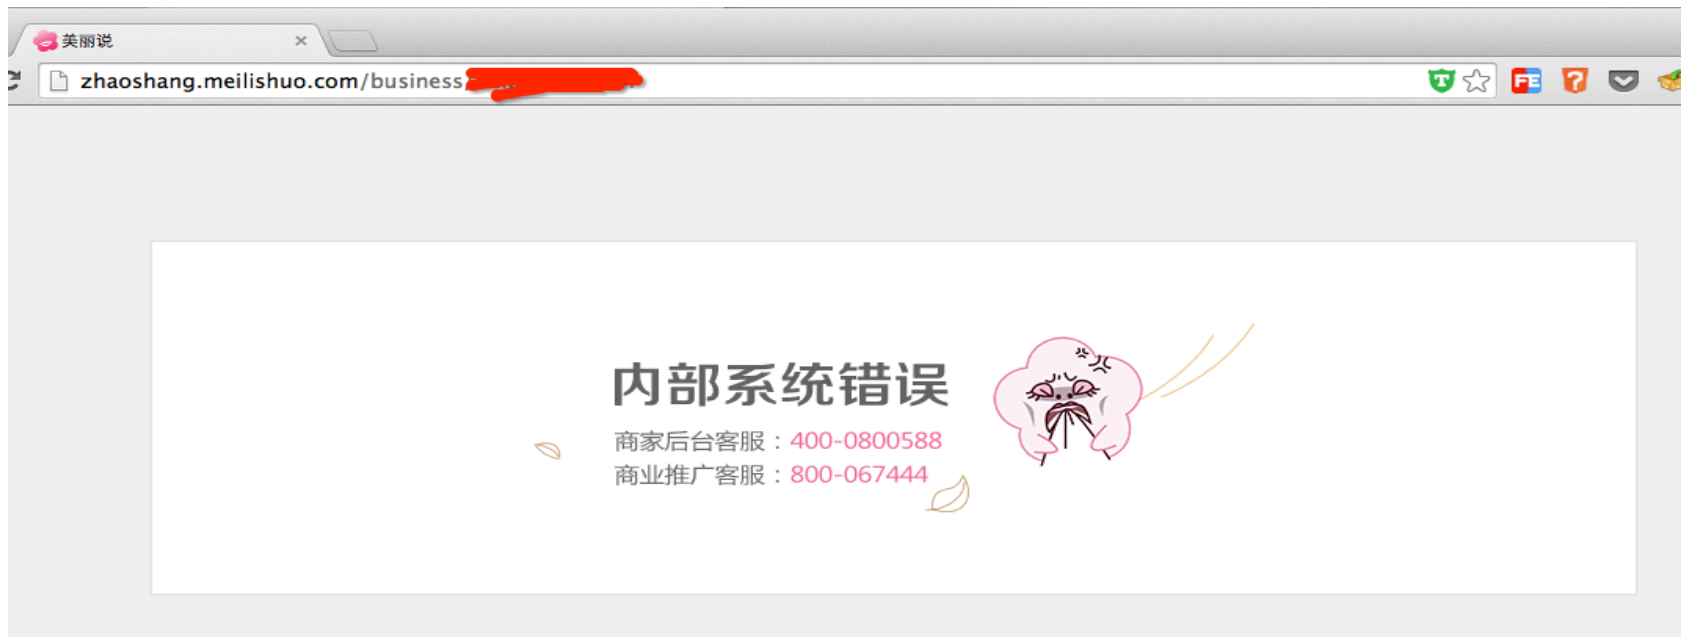 美丽说
zhaoshang.meilishuo.com/business
内部系统错误
商家后台客服：400-0800588
商业推广客服：800-067444